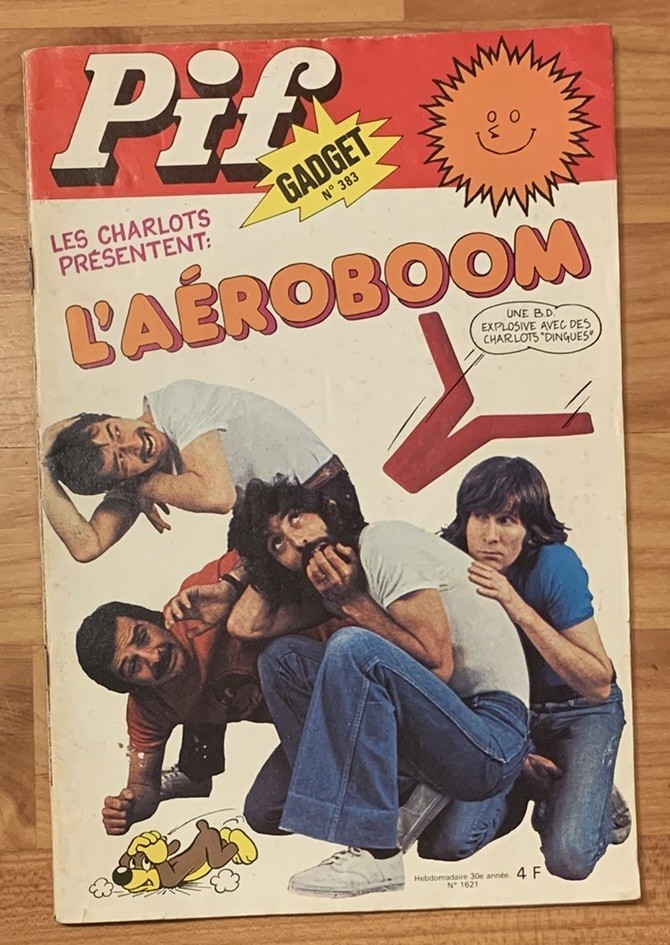 Pif
GADGET
N° 383
LES CHARLOTS
PRÉSENTENT:
L'AÉROBOOM
UNE B.D.
EXPLOSIVE AVEC DES
CHARLOTS "DINGUES"
Hebdomadaire 30e année. 4 F
N° 1621